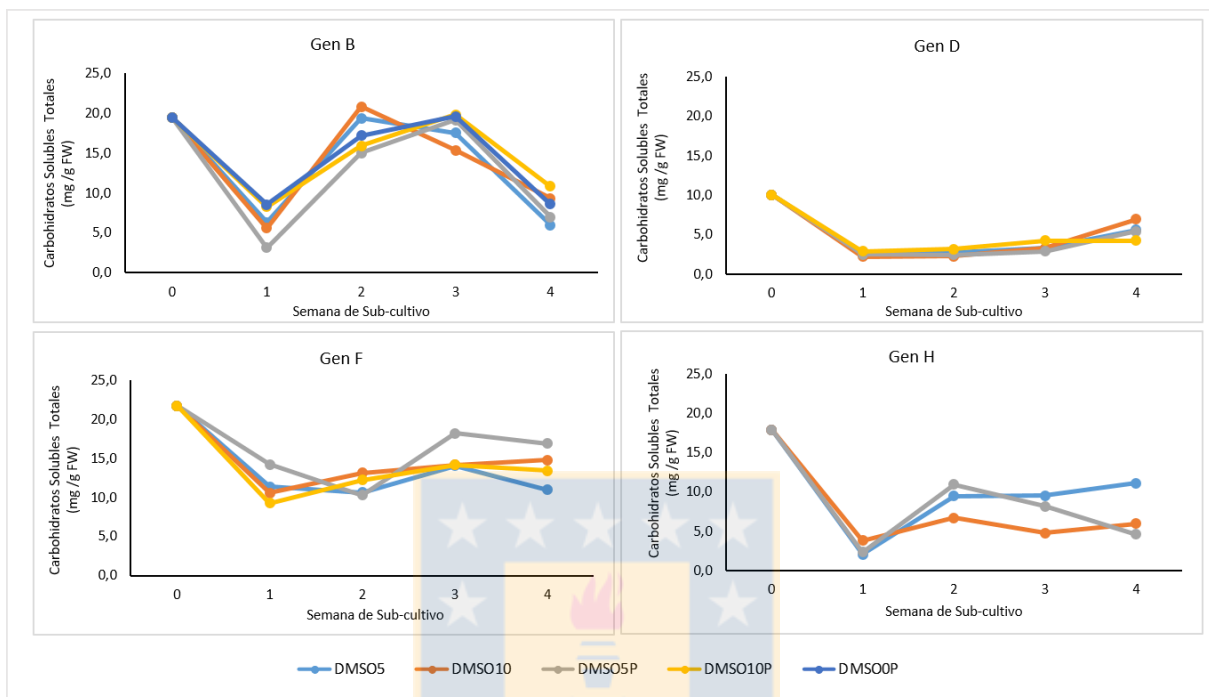 Gen B
Carbohidratos Solubles Totales
(mg /g FW)
25,0
20,0
15,0
10,0
5,0
0,0
0 1 2 3 4
Semana de Sub-cultivo
Gen D
Carbohidratos Solubles Totales
(mg /g FW)
25,0
20,0
15,0
10,0
5,0
0,0
0 1 2 3 4
Semana de Sub-cultivo
Gen F
Carbohidratos Solubles Totales
(mg /g FW)
25,0
20,0
15,0
10,0
5,0
0,0
0 1 2 3 4
Semana de Sub-cultivo
Gen H
Carbohidratos Solubles Totales
(mg /g FW)
25,0
20,0
15,0
10,0
5,0
0,0
0 1 2 3 4
Semana de Sub-cultivo
DMSO5 DMSO10 DMSO5P DMSO10P DMSO0P